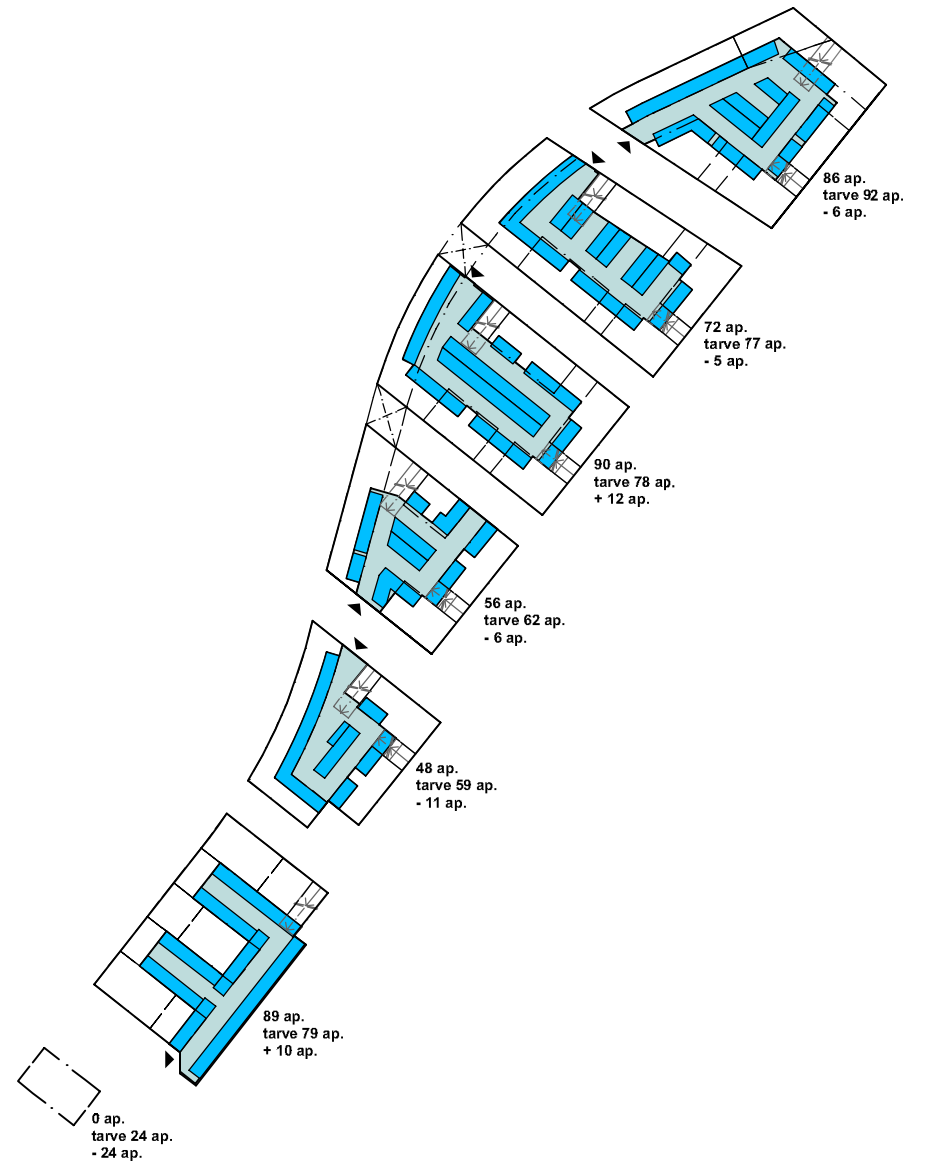 86 ap.
tarve 92 ap.
- 6 ap.
72 ap.
tarve 77 ap.
- 5 ap.
90 ap.
tarve 78 ap.
+ 12 ap.
56 ap.
tarve 62 ap.
- 6 ap.
48 ap.
tarve 59 ap.
- 11 ap.
89 ap.
tarve 79 ap.
+ 10 ap.
0 ap.
tarve 24 ap.
- 24 ap.